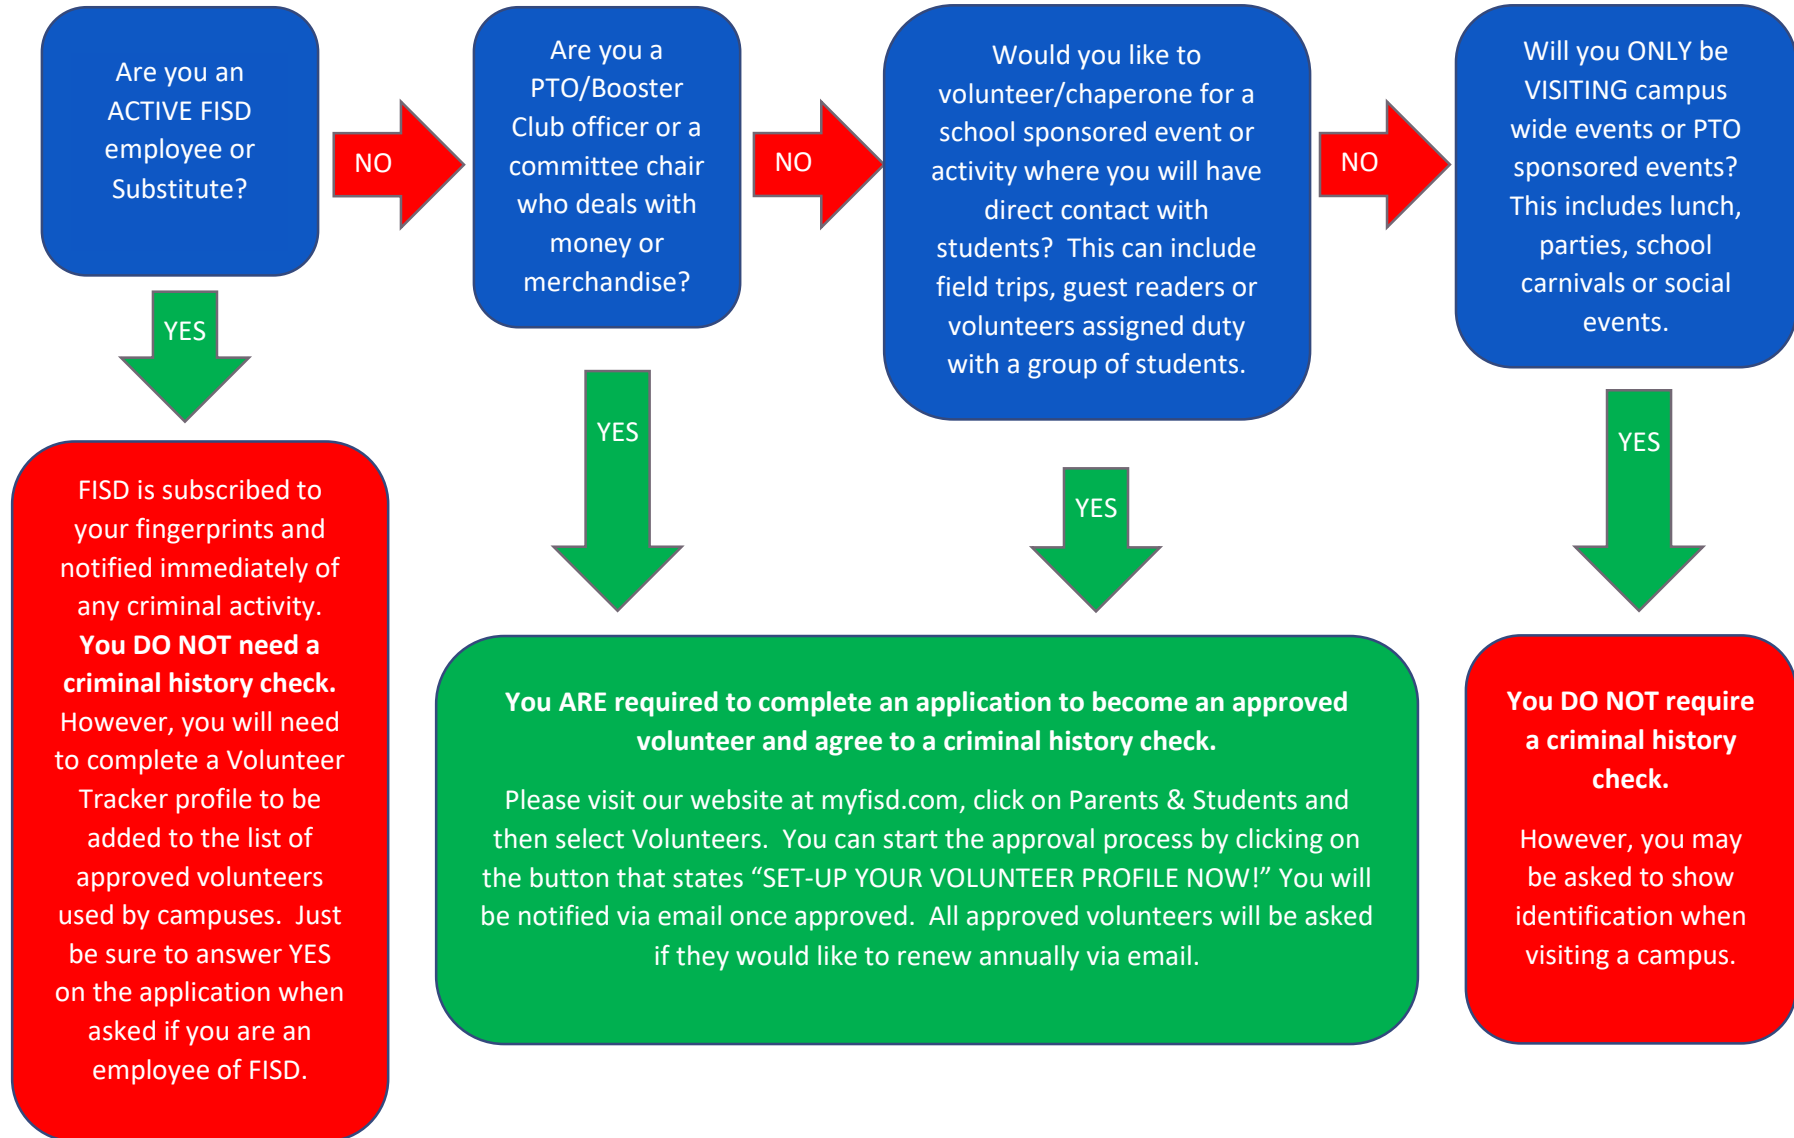 Are you an
ACTIVE FISD
employee or
Substitute?
NO
Are you a
PTO/Booster
Club officer or a
committee chair
who deals with
money or
merchandise?
NO
Would you like to
volunteer/chaperone for a
school sponsored event or
activity where you will have
direct contact with
students?  This can include
field trips, guest readers or
volunteers assigned duty
with a group of students.
NO
Will you ONLY be
VISITING campus
wide events or PTO
sponsored events?
This includes lunch,
parties, school
carnivals or social
events.
YES
YES
YES
YES
FISD is subscribed to
your fingerprints and
notified immediately of
any criminal activity.
You DO NOT need a
criminal history check.
However, you will need
to complete a Volunteer
Tracker profile to be
added to the list of
approved volunteers
used by campuses.  Just
be sure to answer YES
on the application when
asked if you are an
employee of FISD.
You ARE required to complete an application to become an approved
volunteer and agree to a criminal history check.
Please visit our website at myfisd.com, click on Parents & Students and
then select Volunteers.  You can start the approval process by clicking on
the button that states “SET-UP YOUR VOLUNTEER PROFILE NOW!” You will
be notified via email once approved.  All approved volunteers will be asked
if they would like to renew annually via email.
You DO NOT require
a criminal history
check.
However, you may
be asked to show
identification when
visiting a campus.